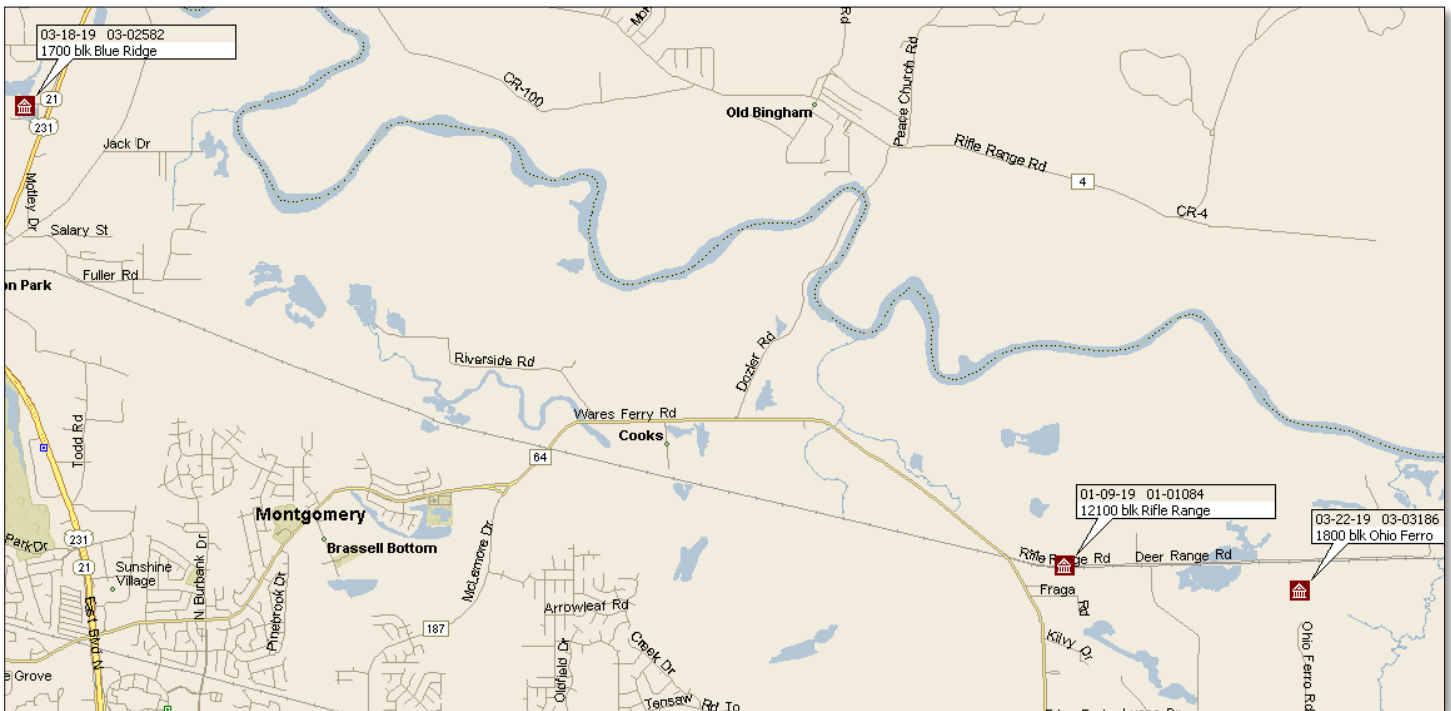 03-18-19 03-02582
1700 blk Blue Ridge
21
231
CR-100
Rd
Old Bingham
Peace Church Rd
Jack Dr
Rifle Range Rd
4
CR-4
Motley Dr
Salary St
Fuller Rd
on Park
Riverside Rd
Dozier Rd
Wares Ferry Rd
Cooks
Todd Rd
64
Montgomery
Brassell Bottom
231
Park Dr
21
Sunshine
Village
N Burbank Dr
Pinebrook Dr
McLemore Dr
East Blvd N
187
e Grove
Arrowleaf Rd
Oldfield Dr
Creek Dr
Tensaw Rd To
01-09-19 01-01084
12100 blk Rifle Range
03-22-19 03-03186
1800 blk Ohio Ferro
Rifle Range Rd
Deer Range Rd
Fraga
Rd
Kilvy Dr
Ohio Ferro Rd